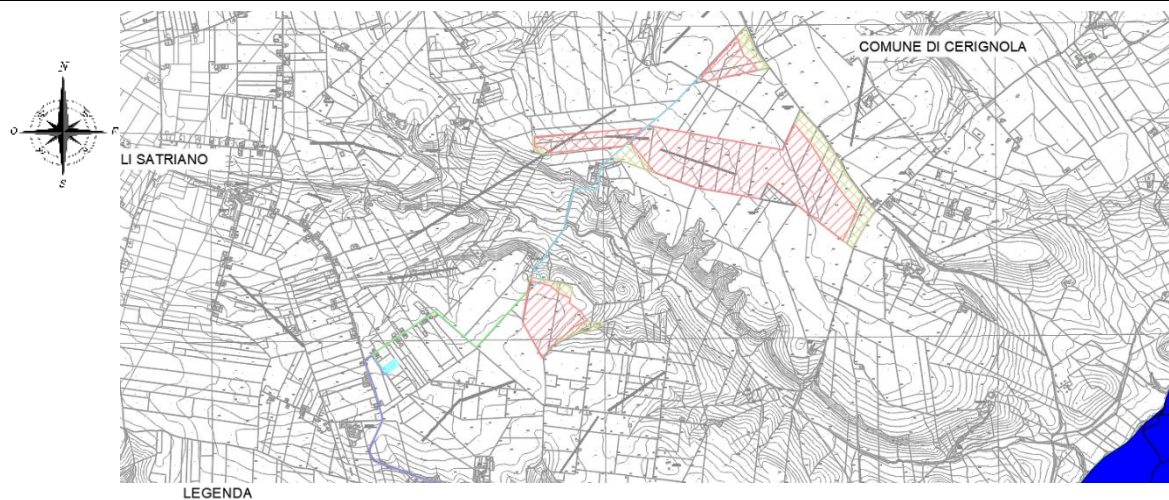 COMUNE DI CERIGNOLA
N
O E
LI SATRIANO
S
LEGENDA